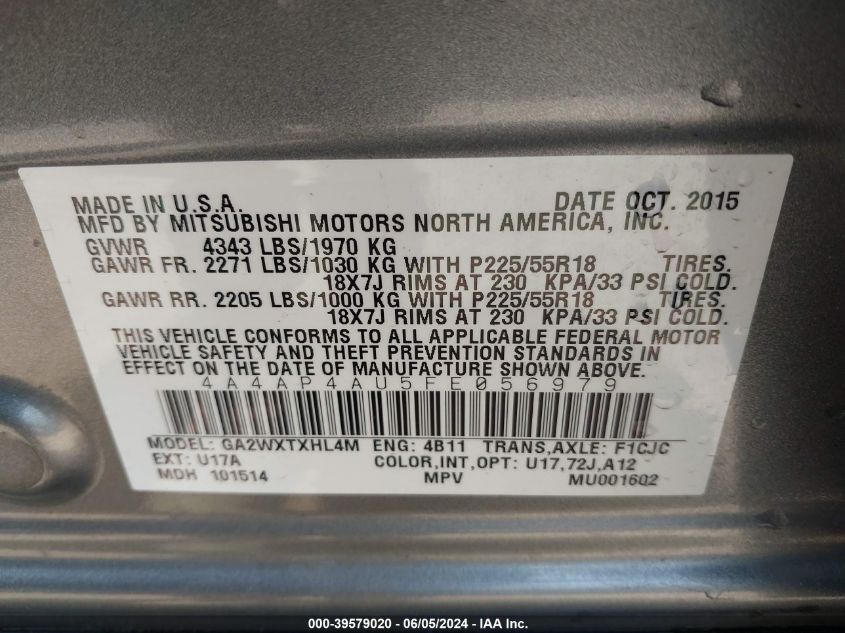 MADE IN U.S.A. DATE OCT. 2015
MFD BY MITSUBISHI MOTORS NORTH AMERICA, INC.
GVWR 4343 LBS/1970 KG
GAWR FR. 2271 LBS/1030 KG WITH P225/55R18 TIRES.
18X7J RIMS AT 230 KPA/33 PSI COLD.
GAWR RR. 2205 LBS/1000 KG WITH P225/55R18 TIRES.
18X7J RIMS AT 230 KPA/33 PSI COLD.
THIS VEHICLE CONFORMS TO ALL APPLICABLE FEDERAL MOTOR
VEHICLE SAFETY AND THEFT PREVENTION STANDARDS IN
EFFECT ON THE DATE OF MANUFACTURE SHOWN ABOVE.
4A4AP4AU5FE056979
MODEL: GA2WXTXHL4M ENG: 4B11 TRANS,AXLE: F1CJC
EXT: U17A COLOR,INT,OPT: U17,72J,A12
MDH 101514 MPV MU001602
000-39579020 - 06/05/2024 - IAA Inc.